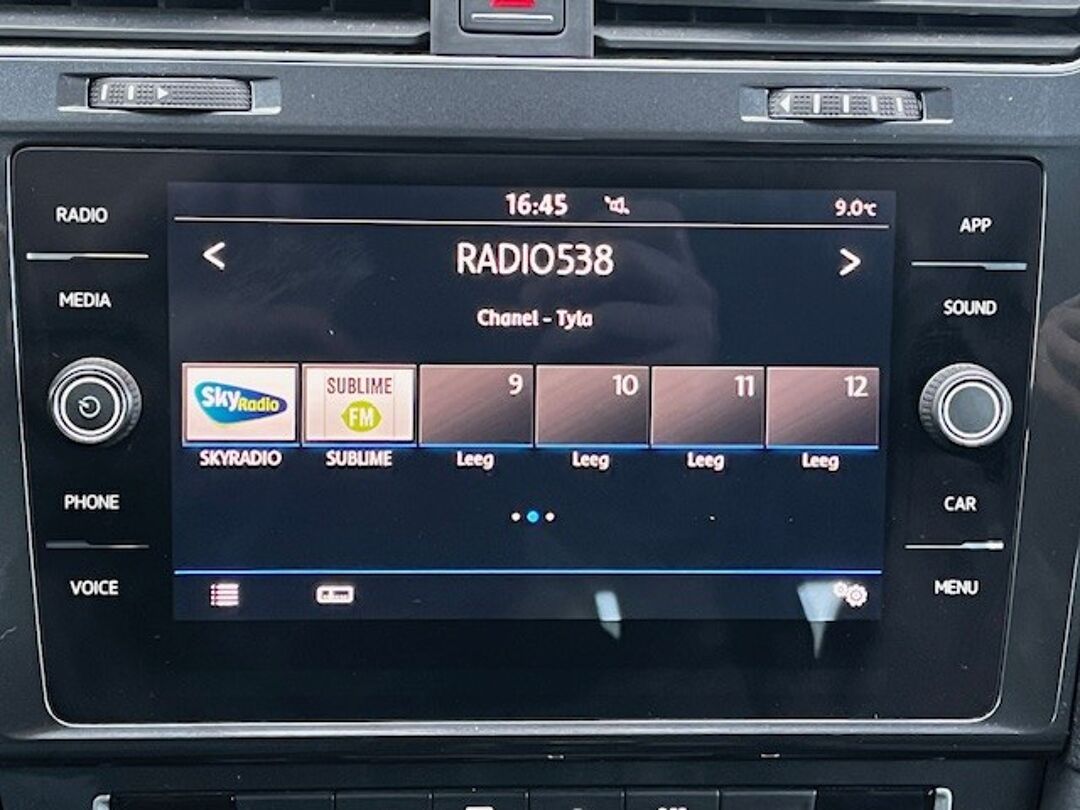 16:45
9.0°C
RADIO
APP
< RADIO538 >
MEDIA
SOUND
Chanel - Tyla
Sky Radio
SUBLIME
FM
9
10
11
12
SKYRADIO
SUBLIME
Leeg
Leeg
Leeg
Leeg
PHONE
CAR
VOICE
MENU